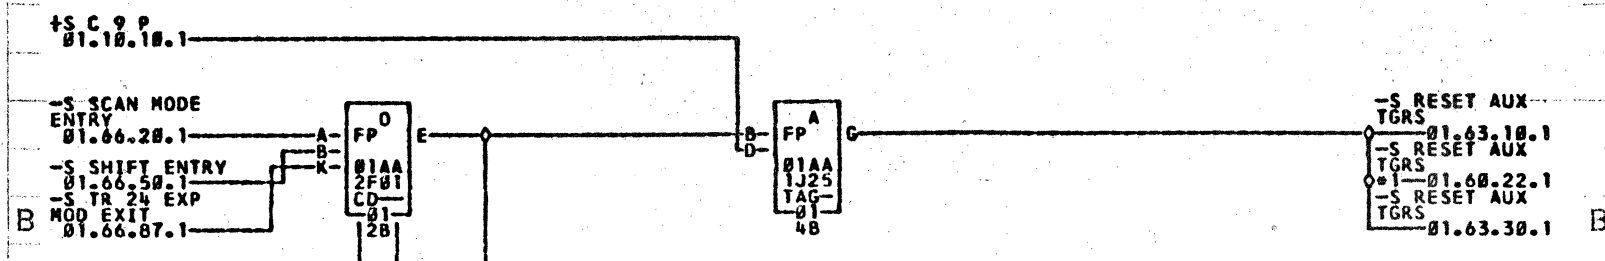 +S C 9 P
01.10.10.1
-S SCAN MODE
ENTRY
01.66.20.1
-S SHIFT ENTRY
01.66.50.1
-S TR 24 EXP
MOD EXIT
01.66.87.1
B
A
B
K
O
FP
E
01AA
2F01
CD
01
2B
B
D
A
FP
G
01AA
1J25
TAG
01
4B
-S RESET AUX
TGRS
01.63.10.1
-S RESET AUX
TGRS
*1 01.60.22.1
-S RESET AUX
TGRS
01.63.30.1
B